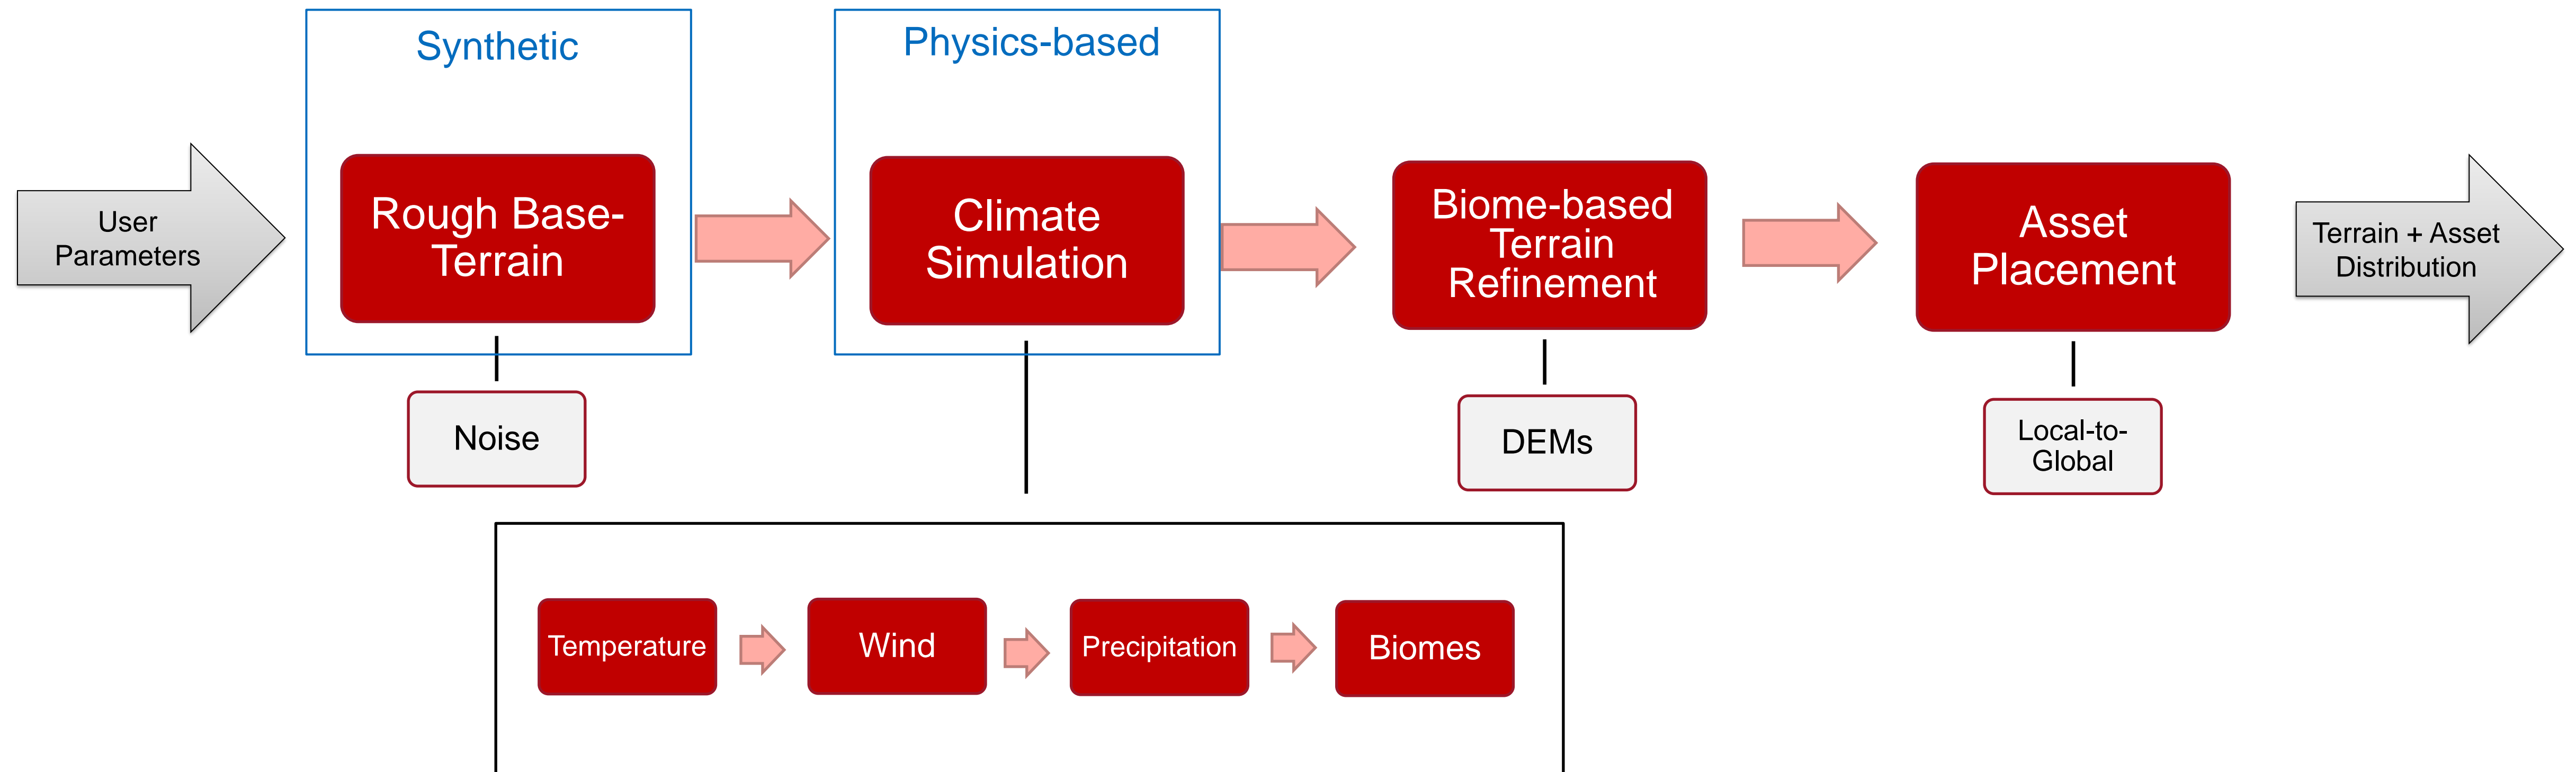 Synthetic
Physics-based
User
Parameters
Rough Base-
Terrain
Climate
Simulation
Biome-based
Terrain
Refinement
Asset
Placement
Terrain + Asset
Distribution
Noise
DEMs
Local-to-
Global
Temperature
Wind
Precipitation
Biomes